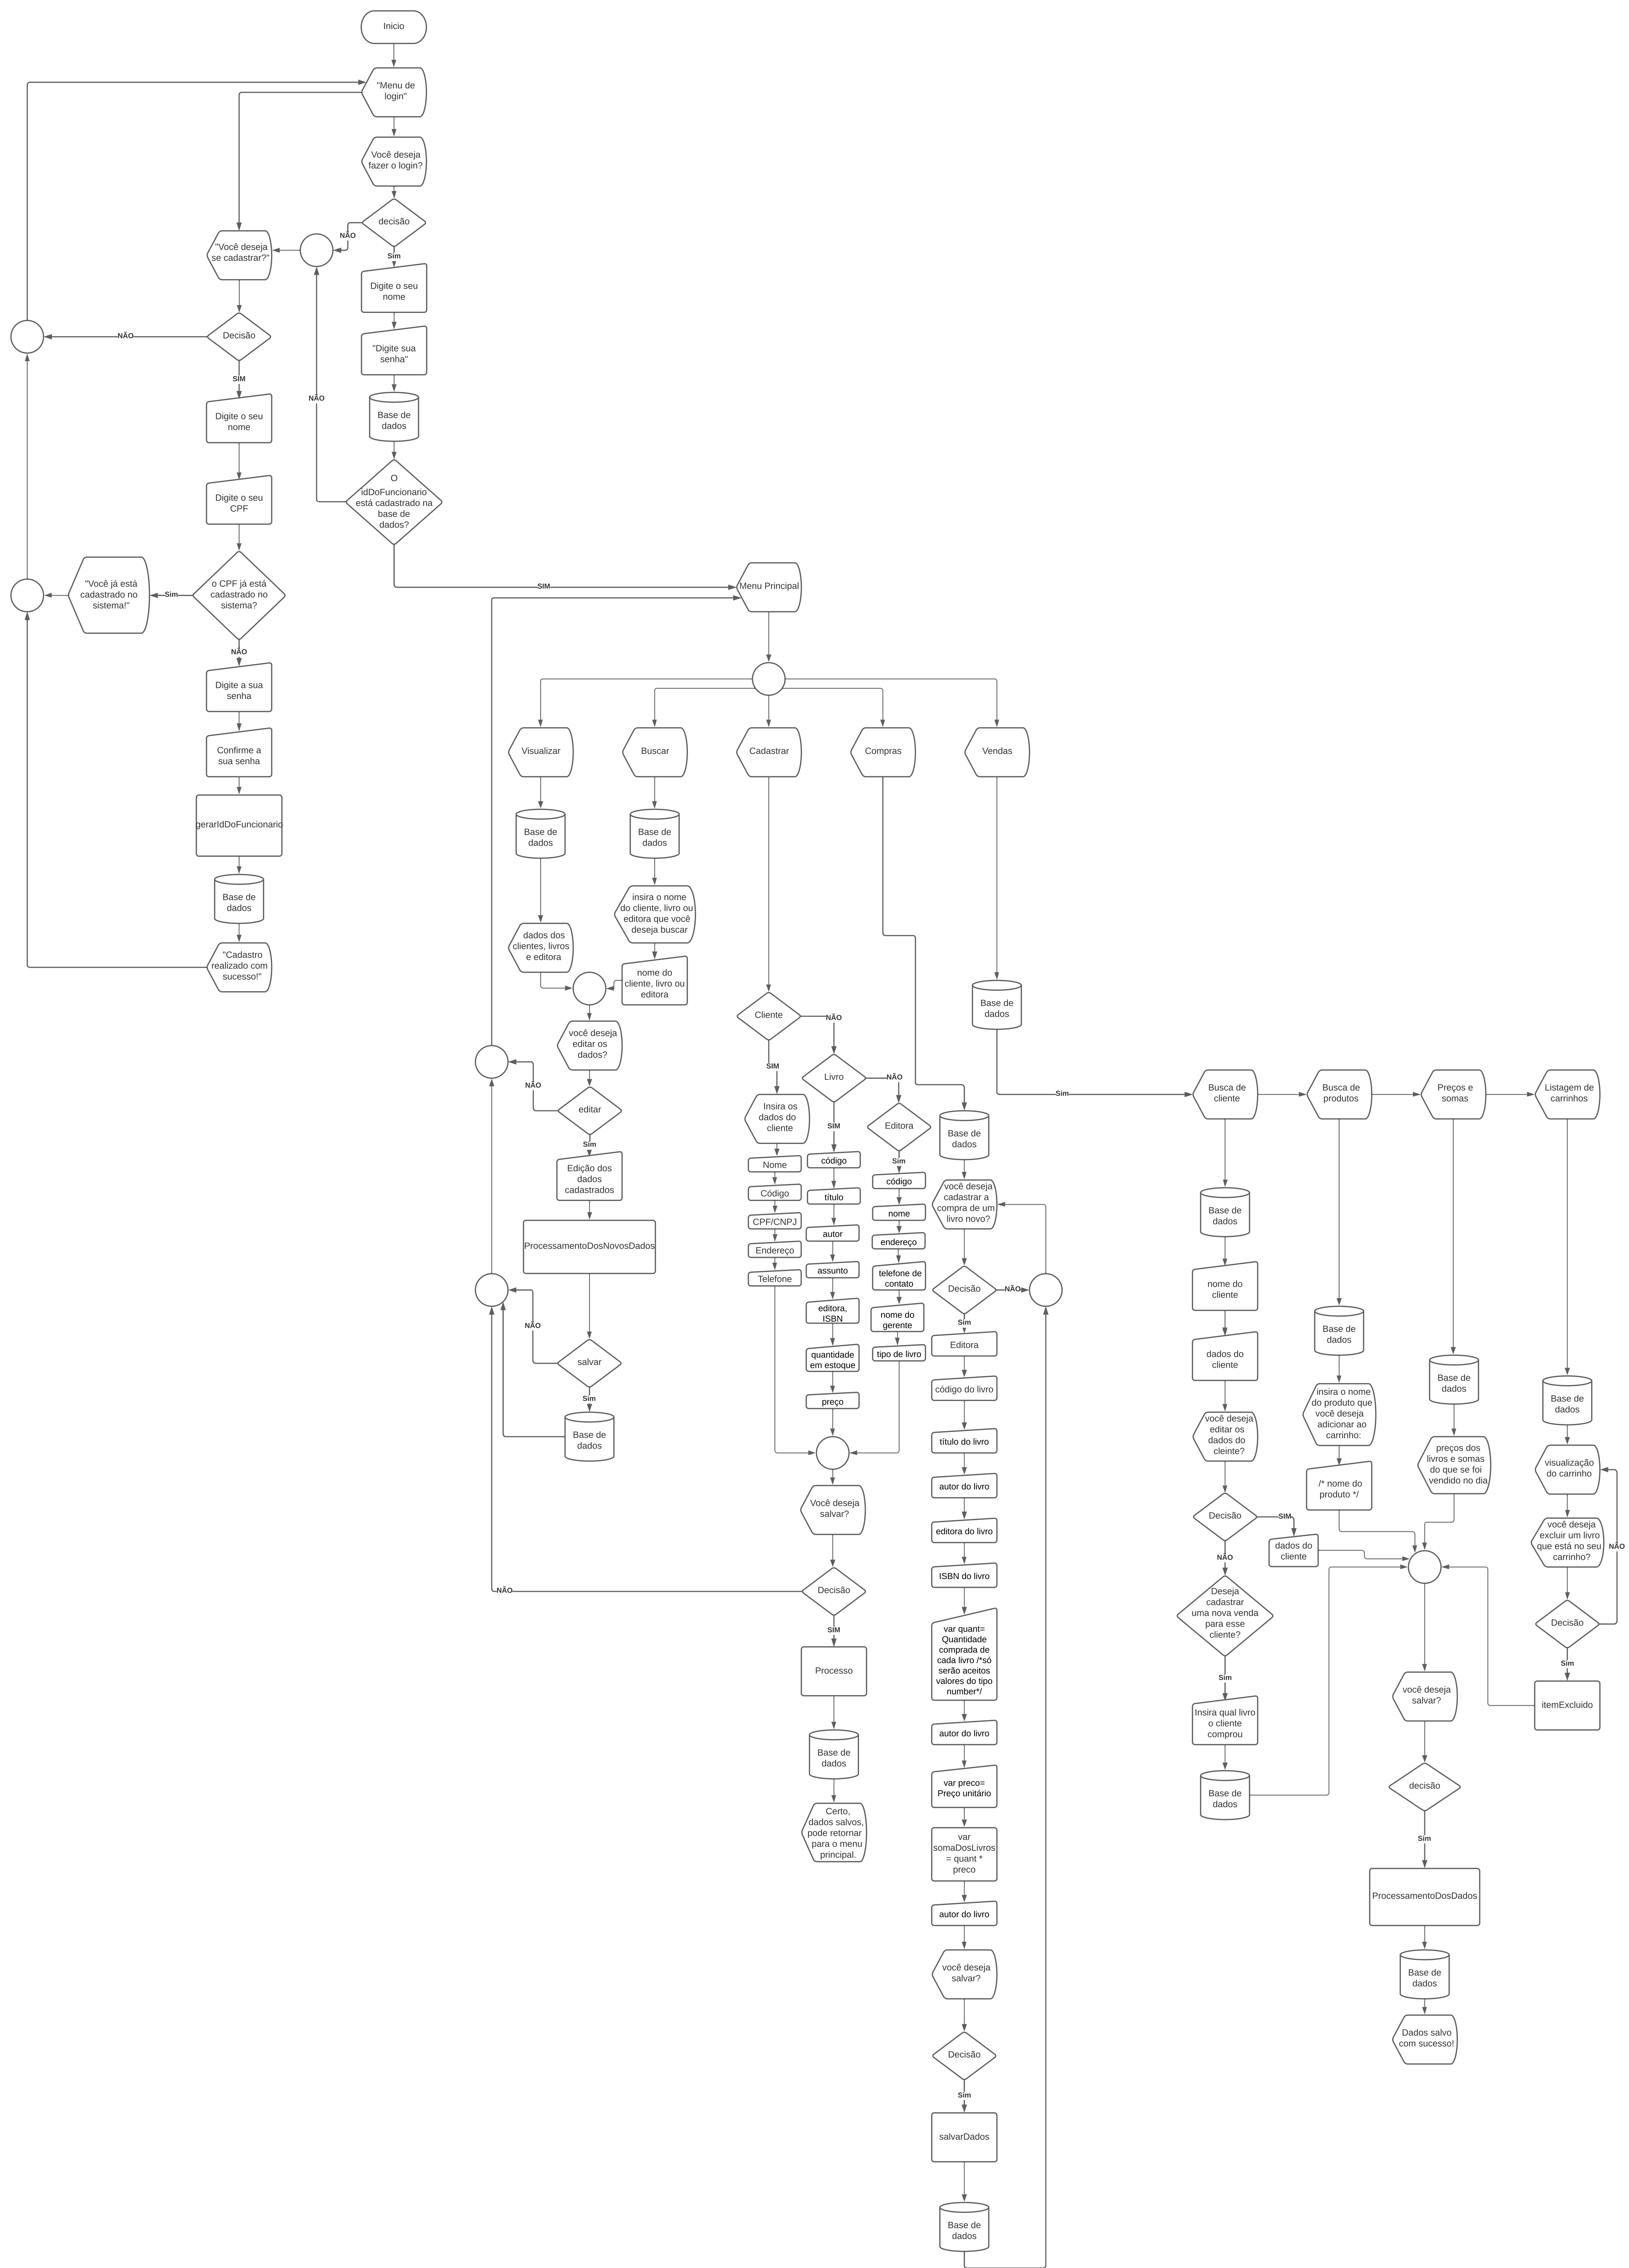 Inicio
"Menu de
login"
Você deseja
fazer o login?
decisão
NÃO
Sim
"Você deseja
se cadastrar?"
Digite o seu
nome
Decisão
NÃO
SIM
"Digite sua
senha"
NÃO
Base de
dados
Digite o seu
nome
O
idDoFuncionario
está cadastrado na
base de
dados?
Digite o seu
CPF
SIM
Menu Principal
"Você já está
cadastrado no
sistema!"
Sim
o CPF já está
cadastrado no
sistema?
NÃO
Digite a sua
senha
Confirme a
sua senha
gerarIdDoFuncionario
Base de
dados
"Cadastro
realizado com
sucesso!"
Visualizar
Buscar
Cadastrar
Compras
Vendas
Base de
dados
Base de
dados
insira o nome
do cliente, livro ou
editora que você
deseja buscar
dados dos
clientes, livros
e editora
nome do
cliente, livro ou
editora
você deseja
editar os
dados?
NÃO
editar
Sim
Edição dos
dados
cadastrados
ProcessamentoDosNovosDados
NÃO
salvar
Sim
Base de
dados
Cliente
NÃO
SIM
Insira os
dados do
cliente
Nome
Código
CPF/CNPJ
Endereço
Telefone
Livro
NÃO
SIM
código
título
autor
assunto
editora,
ISBN
quantidade
em estoque
preço
Editora
Sim
código
nome
endereço
telefone de
contato
nome do
gerente
tipo de livro
Você deseja
salvar?
Decisão
NÃO
SIM
Processo
Base de
dados
Certo,
dados salvos,
pode retornar
para o menu
principal.
Base de
dados
você deseja
cadastrar a
compra de um
livro novo?
Decisão
NÃO
Sim
Editora
código do livro
título do livro
autor do livro
editora do livro
ISBN do livro
var quant=
Quantidade
comprada de
cada livro /*só
serão aceitos
valores do tipo
number*/
autor do livro
var preco=
Preço unitário
var
somaDosLivros
= quant *
preco
autor do livro
você deseja
salvar?
Decisão
Sim
salvarDados
Base de
dados
Base de
dados
Sim
Busca de
cliente
Busca de
produtos
Preços e
somas
Listagem de
carrinhos
Base de
dados
nome do
cliente
dados do
cliente
você deseja
editar os
dados do
cleinte?
Decisão
SIM
dados do
cliente
NÃO
Deseja
cadastrar
uma nova venda
para esse
cliente?
Sim
Insira qual livro
o cliente
comprou
Base de
dados
Base de
dados
insira o nome
do produto que
você deseja
adicionar ao
carrinho:
/* nome do
produto */
Base de
dados
preços dos
livros e somas
do que se foi
vendido no dia
Base de
dados
visualização
do carrinho
você deseja
excluir um livro
que está no seu
carrinho?
NÃO
Decisão
Sim
itemExcluido
você deseja
salvar?
decisão
Sim
ProcessamentoDosDados
Base de
dados
Dados salvo
com sucesso!